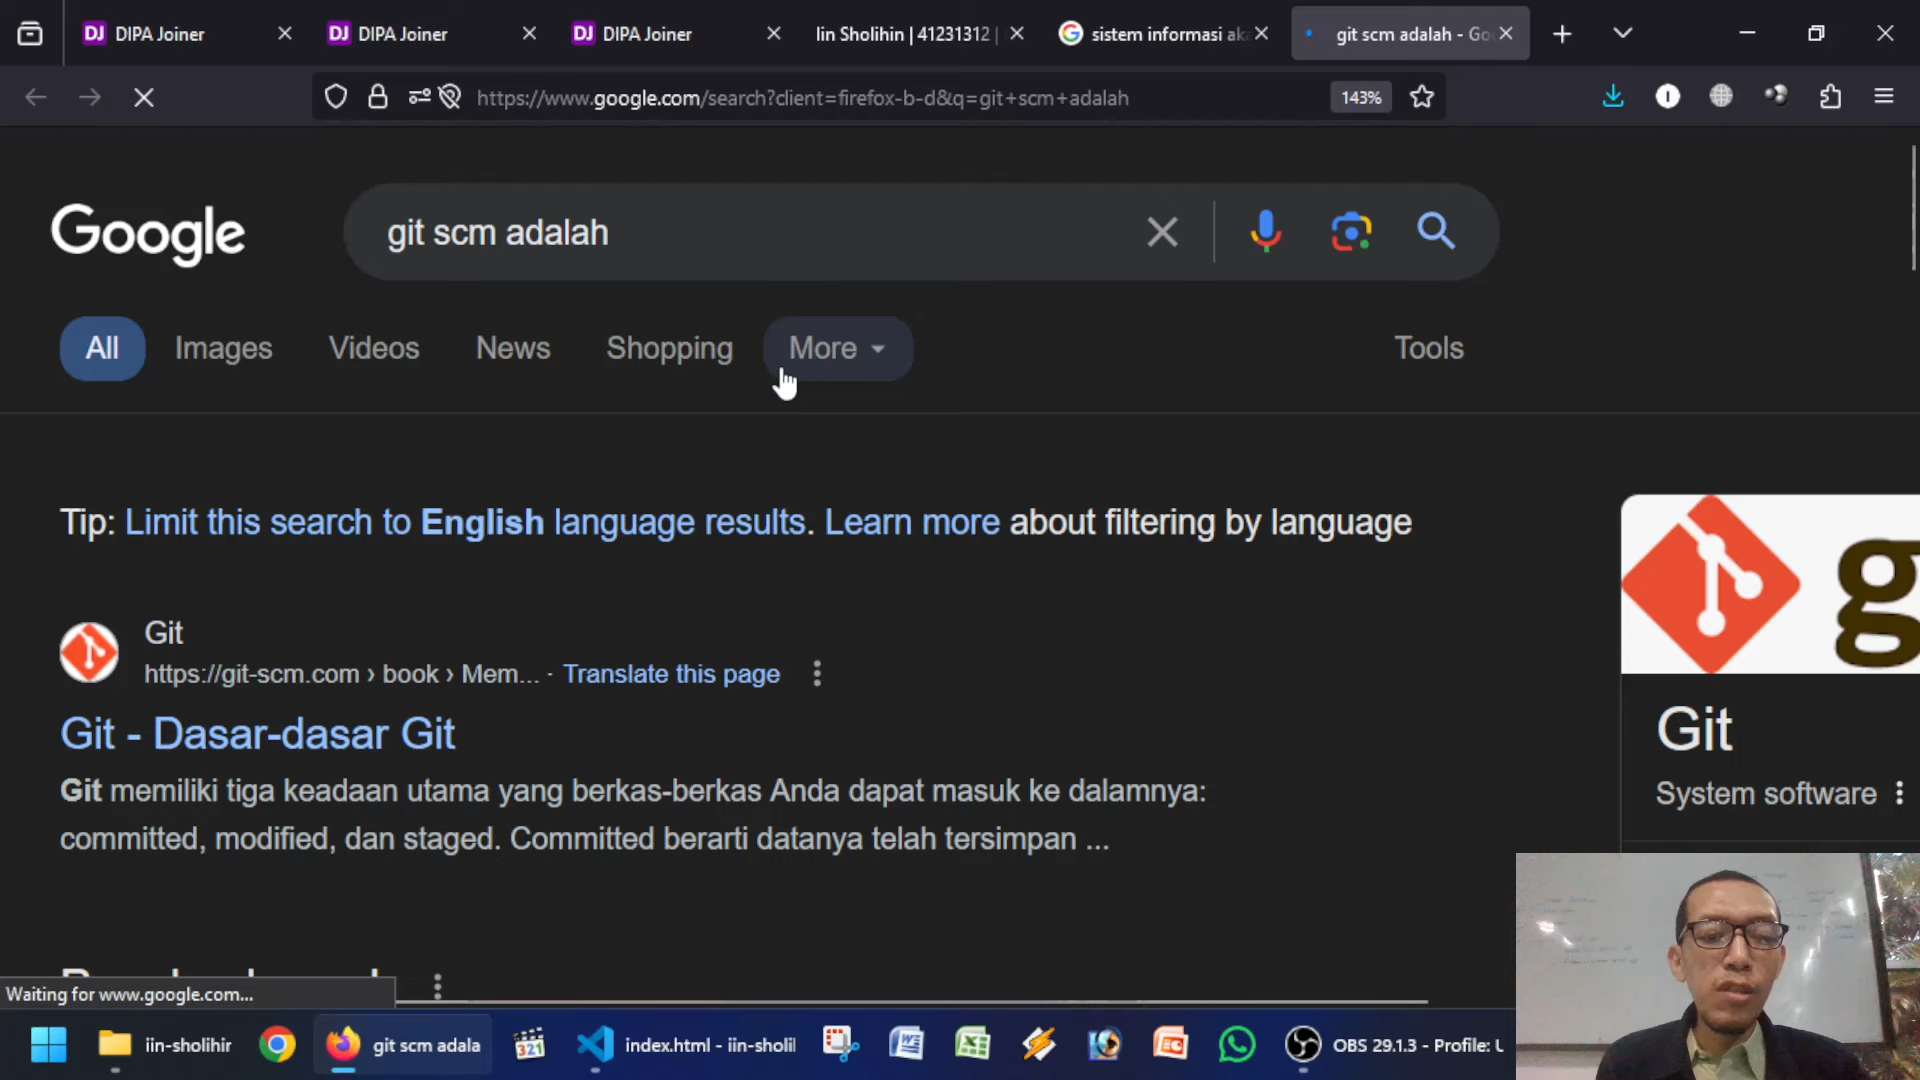 DIPA Joiner
DIPA Joiner
DIPA Joiner
Iin Sholihin | 41231312 |
sistem informasi aka
git scm adalah - Go
https://www.google.com/search?client=firefox-b-d&q=git+scm+adalah
143%
Google
git scm adalah
All
Images
Videos
News
Shopping
More
Tools
Tip: Limit this search to English language results. Learn more about filtering by language
Git
https://git-scm.com › book › Mem... · Translate this page
Git - Dasar-dasar Git
Git memiliki tiga keadaan utama yang berkas-berkas Anda dapat masuk ke dalamnya:
committed, modified, dan staged. Committed berarti datanya telah tersimpan ...
g
Git
System software
Waiting for www.google.com...
iin-sholihir
git scm adala
321
index.html - iin-sholil
OBS 29.1.3 - Profile: U